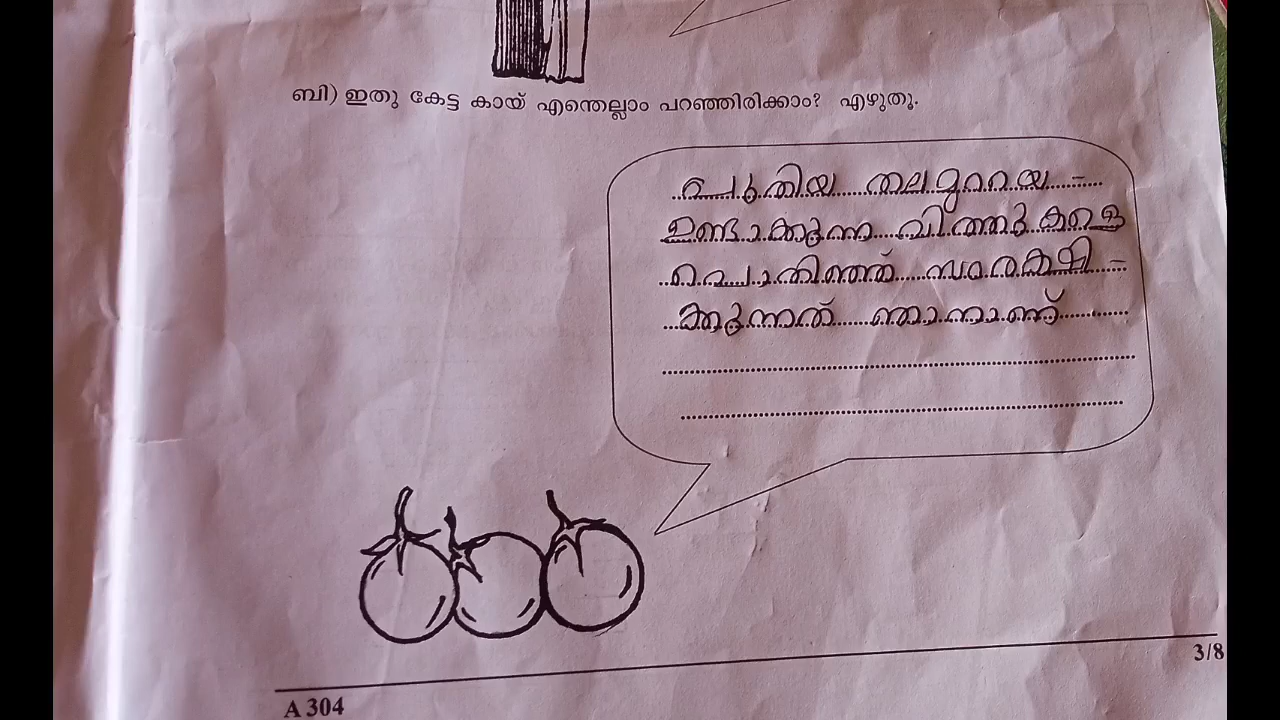 ബി) ഇതു കേട്ട കായ് എന്തെല്ലാം പറഞ്ഞിരിക്കാം? എഴുതൂ.
പുതിയ തലമുറയെ
ഉണ്ടാക്കുന്ന വിത്തുകളെ
പൊതിഞ്ഞ് സംരക്ഷി
ക്കുന്നത് ഞാനാണ്
3/8
A 304